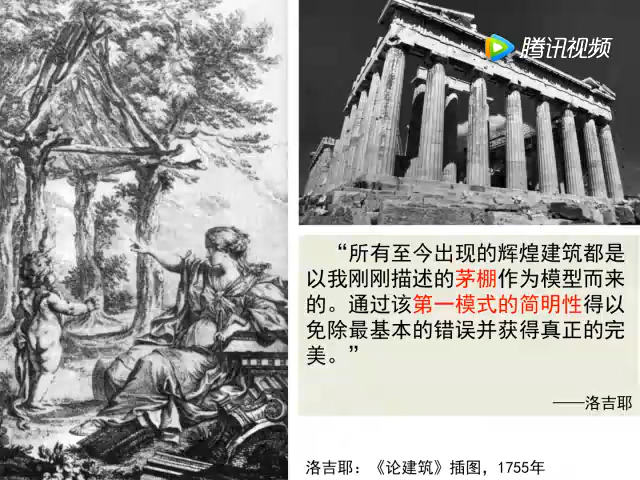 腾讯视频
“所有至今出现的辉煌建筑都是
以我刚刚描述的茅棚作为模型而来
的。通过该第一模式的简明性得以
免除最基本的错误并获得真正的完
美。”
——洛吉耶
洛吉耶：《论建筑》插图，1755年